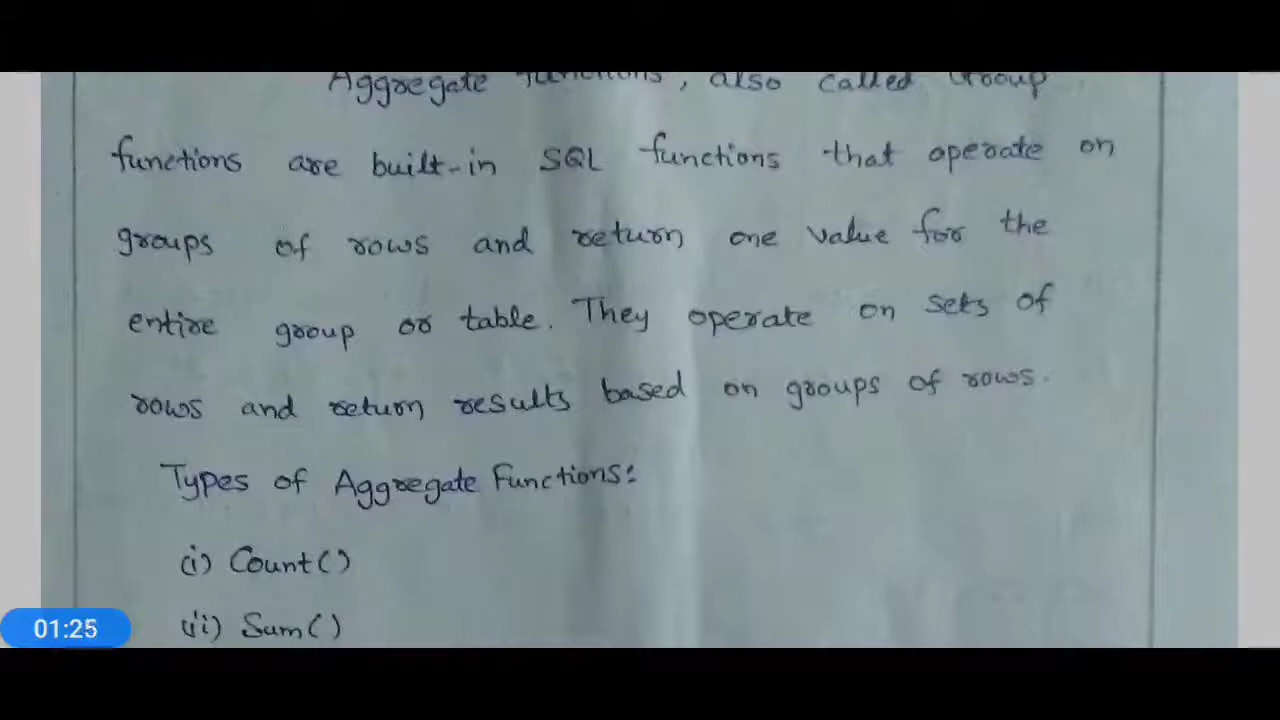 Aggregate functions, also called Group
functions are built-in SQL functions that operate on
groups of rows and return one value for the
entire group or table. They operate on sets of
rows and return results based on groups of rows.
Types of Aggregate Functions:
(i) Count()
(ii) Sum()
01:25